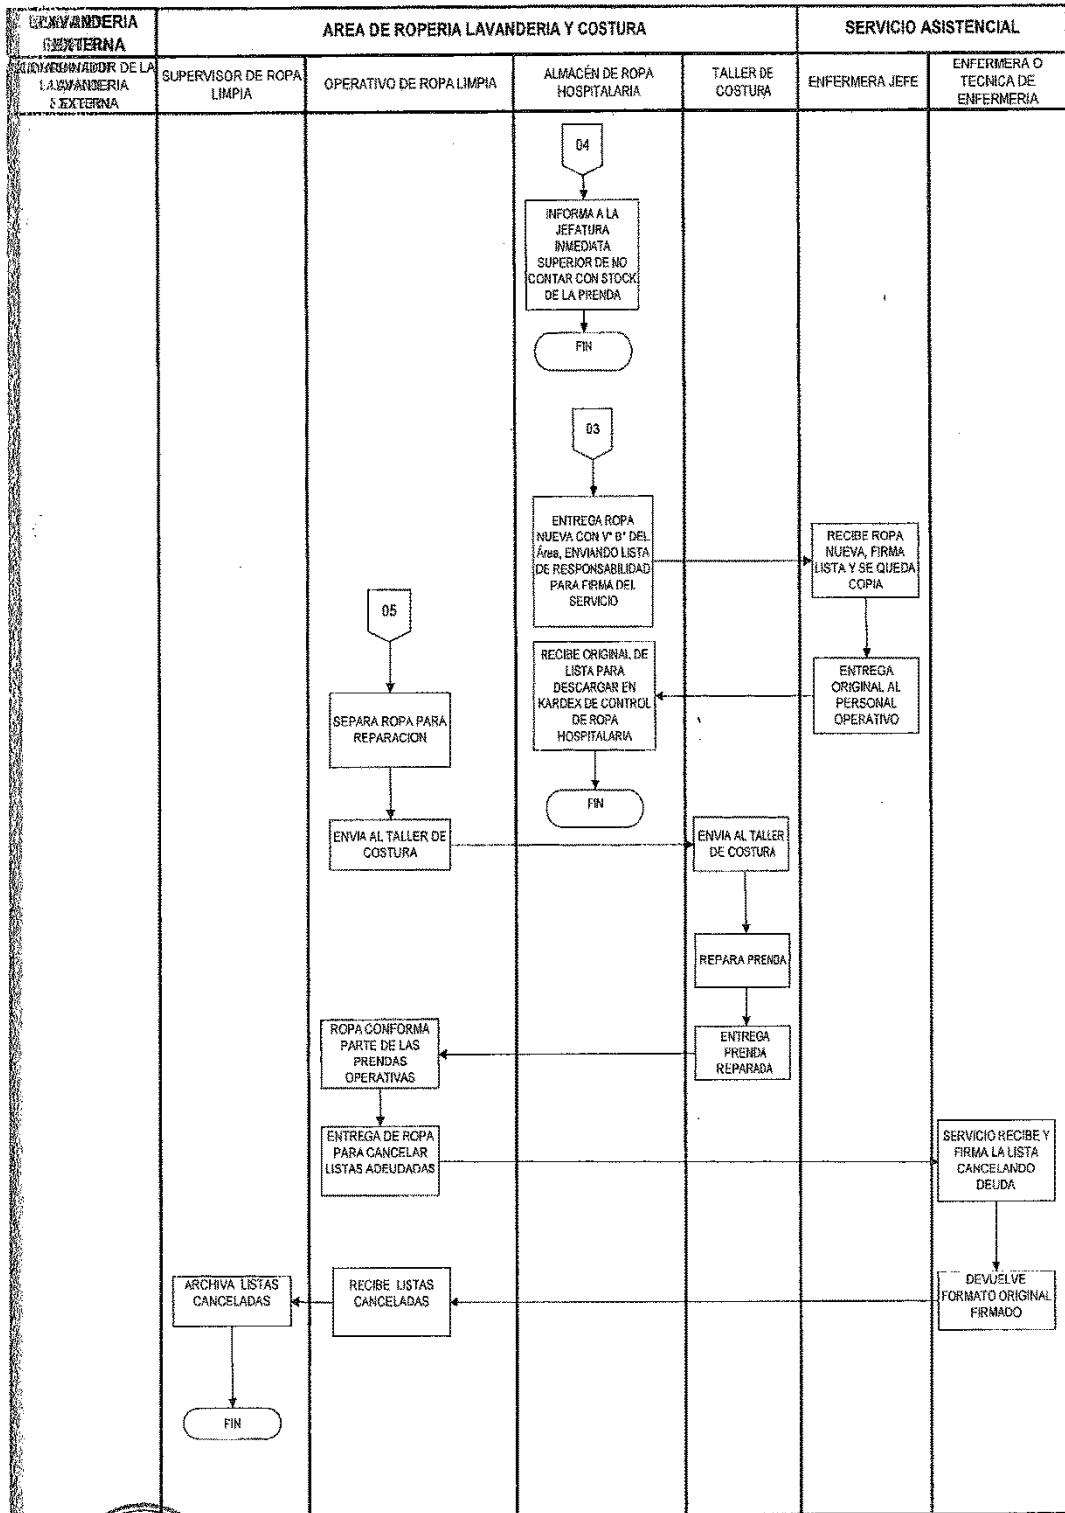 LAVANDERIA
EXTERNA
AREA DE ROPERIA LAVANDERIA Y COSTURA
SERVICIO ASISTENCIAL
DE LA
LAVANDERIA
EXTERNA
SUPERVISOR DE ROPA
LIMPIA
OPERATIVO DE ROPA LIMPIA
ALMACÉN DE ROPA
HOSPITALARIA
TALLER DE
COSTURA
ENFERMERA JEFE
ENFERMERA O
TECNICA DE
ENFERMERIA
04
INFORMA A LA
JEFATURA
INMEDIATA
SUPERIOR DE NO
CONTAR CON STOCK
DE LA PRENDA
FIN
03
ENTREGA ROPA
NUEVA CON V° B° DEL
Área, ENVIANDO LISTA
DE RESPONSABILIDAD
PARA FIRMA DEL
SERVICIO
RECIBE ROPA
NUEVA, FIRMA
LISTA Y SE QUEDA
COPIA
05
RECIBE ORIGINAL DE
LISTA PARA
DESCARGAR EN
KARDEX DE CONTROL
DE ROPA
HOSPITALARIA
ENTREGA
ORIGINAL AL
PERSONAL
OPERATIVO
SEPARA ROPA PARA
REPARACION
FIN
ENVIA AL TALLER DE
COSTURA
ENVIA AL TALLER
DE COSTURA
REPARA PRENDA
ROPA CONFORMA
PARTE DE LAS
PRENDAS
OPERATIVAS
ENTREGA
PRENDA
REPARADA
ENTREGA DE ROPA
PARA CANCELAR
LISTAS ADEUDADAS
SERVICIO RECIBE Y
FIRMA LA LISTA
CANCELANDO
DEUDA
ARCHIVA LISTAS
CANCELADAS
RECIBE LISTAS
CANCELADAS
DEVUELVE
FORMATO ORIGINAL
FIRMADO
FIN